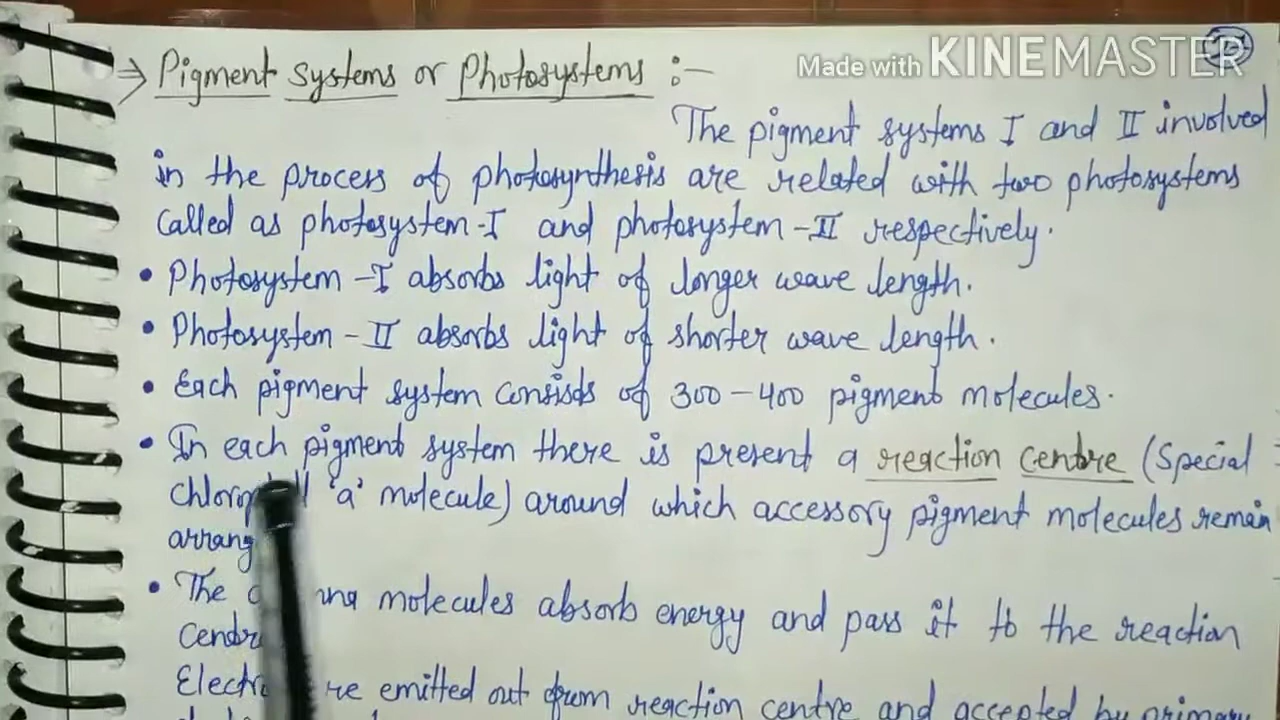 ⇒ Pigment systems or Photosystems :-
Made with KINEMASTER
The pigment systems I and II involved
in the process of photosynthesis are related with two photosystems
called as photosystem-I and photosystem-II respectively.
• Photosystem-I absorbs light of longer wave length.
• Photosystem-II absorbs light of shorter wave length.
• Each pigment system consists of 300-400 pigment molecules.
• In each pigment system there is present a reaction centre (Special
'a' molecule) around which accessory pigment molecules remain
• The molecules absorb energy and pass it to the reaction
emitted out from reaction centre and accepted by primary